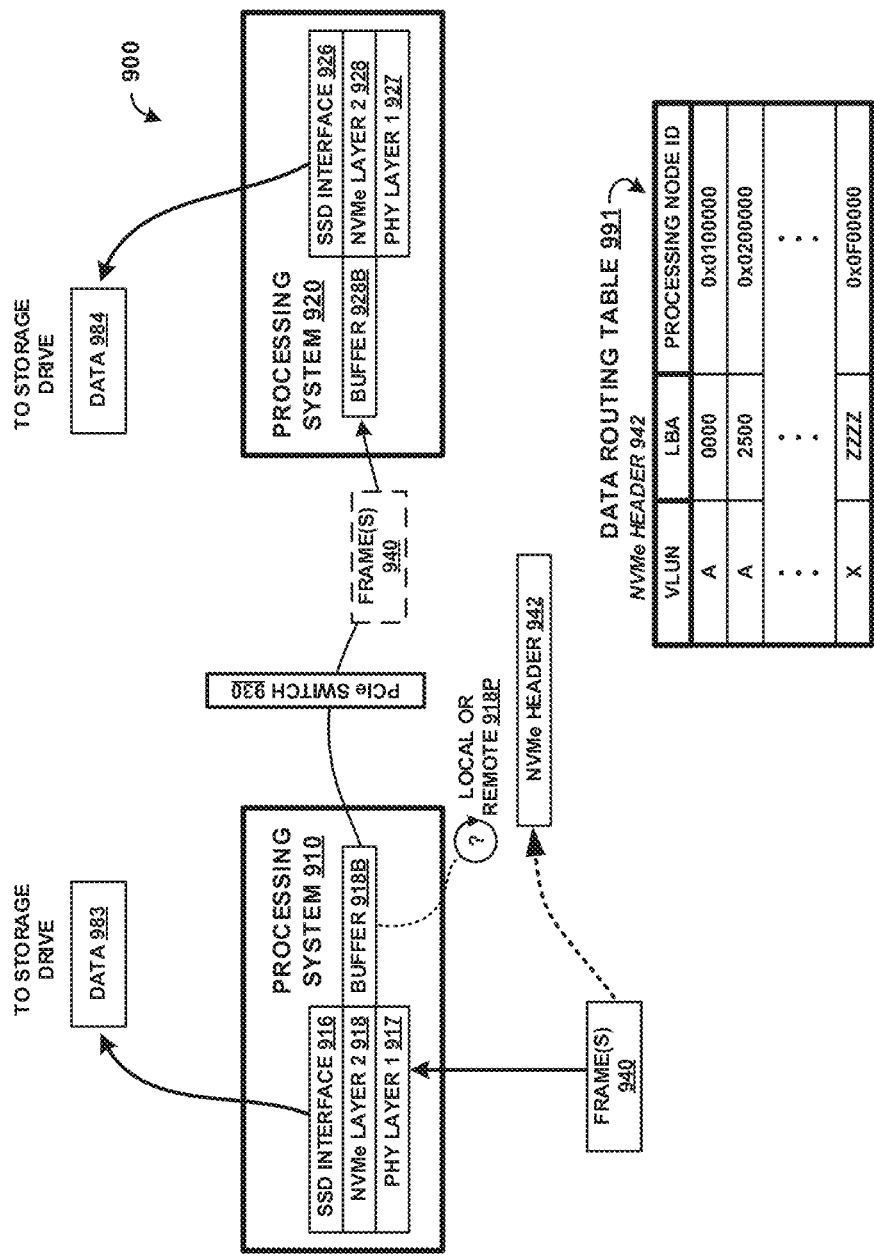 900
TO STORAGE
DRIVE
DATA 983
PROCESSING
SYSTEM 910
SSD INTERFACE 916
NVMe LAYER 2 918
BUFFER 918B
PHY LAYER 1 917
FRAME(S)
940
LOCAL OR
REMOTE 918P
?
NVMe HEADER 942
PCIe SWITCH 930
FRAME(S)
940
TO STORAGE
DRIVE
DATA 984
PROCESSING
SYSTEM 920
BUFFER 928B
SSD INTERFACE 926
NVMe LAYER 2 928
PHY LAYER 1 927
DATA ROUTING TABLE 991
NVMe HEADER 942
VLUN LBA PROCESSING NODE ID
A 0000 0x0100000
A 2500 0x0200000
. . . . . . . . .
X ZZZZ 0x0F00000